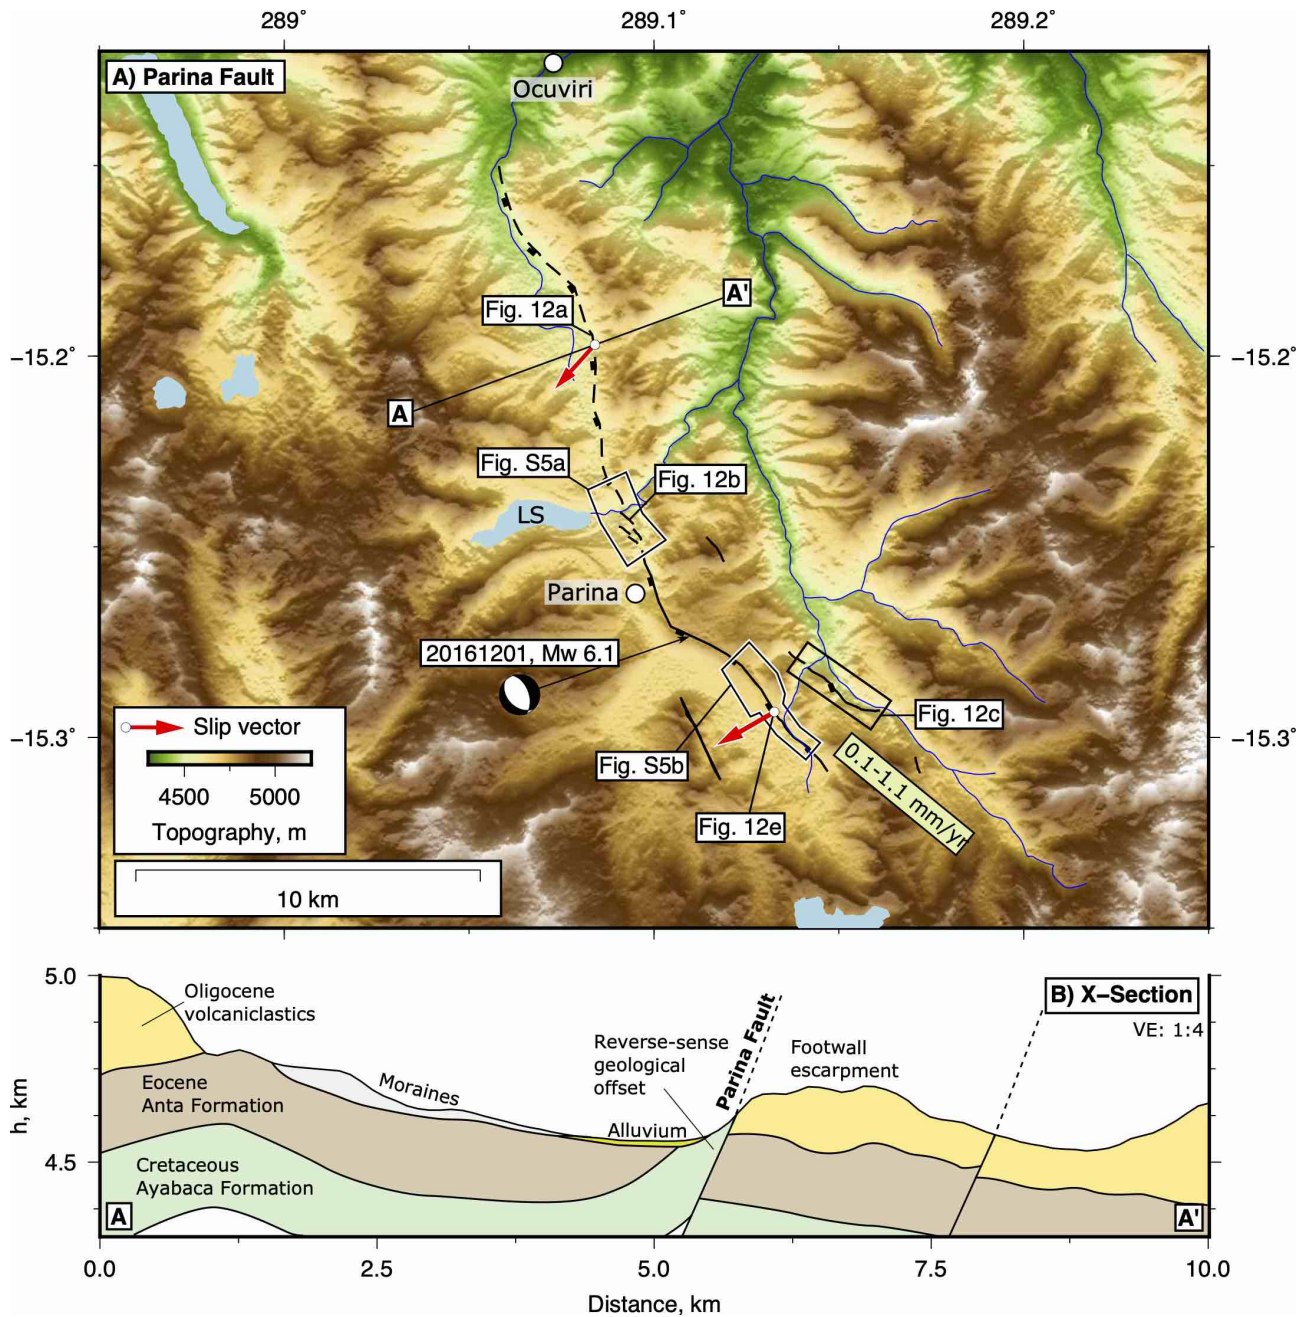 289°
289.1°
289.2°
A) Parina Fault
Ocuviri
A'
Fig. 12a
−15.2°
−15.2°
A
Fig. S5a
Fig. 12b
LS
Parina
20161201, Mw 6.1
Fig. 12c
Slip vector
−15.3°
−15.3°
Fig. S5b
0.1-1.1 mm/yr
4500
5000
Topography, m
Fig. 12e
10 km
5.0
B) X−Section
Oligocene
volcaniclastics
VE: 1:4
Parina Fault
Reverse-sense
geological
offset
Footwall
escarpment
Eocene
Anta Formation
Moraines
h, km
Alluvium
4.5
Cretaceous
Ayabaca Formation
A
A'
0.0
2.5
5.0
7.5
10.0
Distance, km